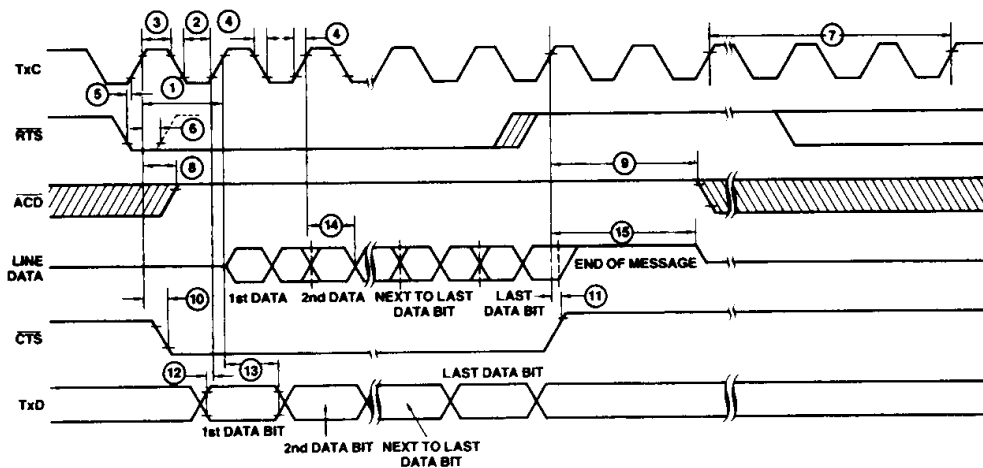 3 2 4 4 7
TxC
5 1
RTS
6
8 9
ACD
14 15
LINE
DATA
END OF MESSAGE
1st DATA 2nd DATA NEXT TO LAST
DATA BIT LAST
DATA BIT
10 11
CTS
12 13 LAST DATA BIT
TxD
1st DATA BIT
2nd DATA BIT NEXT TO LAST
DATA BIT